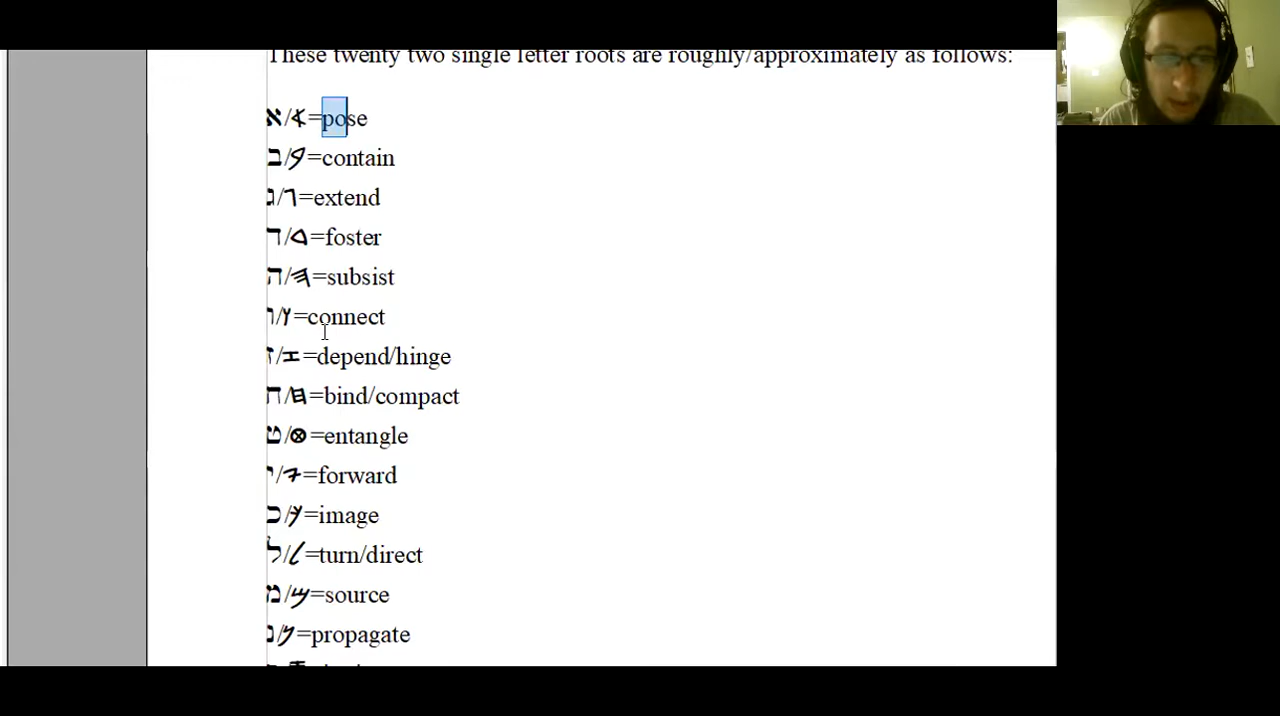 These twenty two single letter roots are roughly/approximately as follows:
א/𐤀=pose
ב/𐤁=contain
ג/𐤂=extend
ד/𐤃=foster
ה/𐤄=subsist
ו/𐤅=connect
ז/𐤆=depend/hinge
ח/𐤇=bind/compact
ט/𐤈=entangle
י/𐤉=forward
כ/𐤊=image
ל/𐤋=turn/direct
מ/𐤌=source
נ/𐤍=propagate